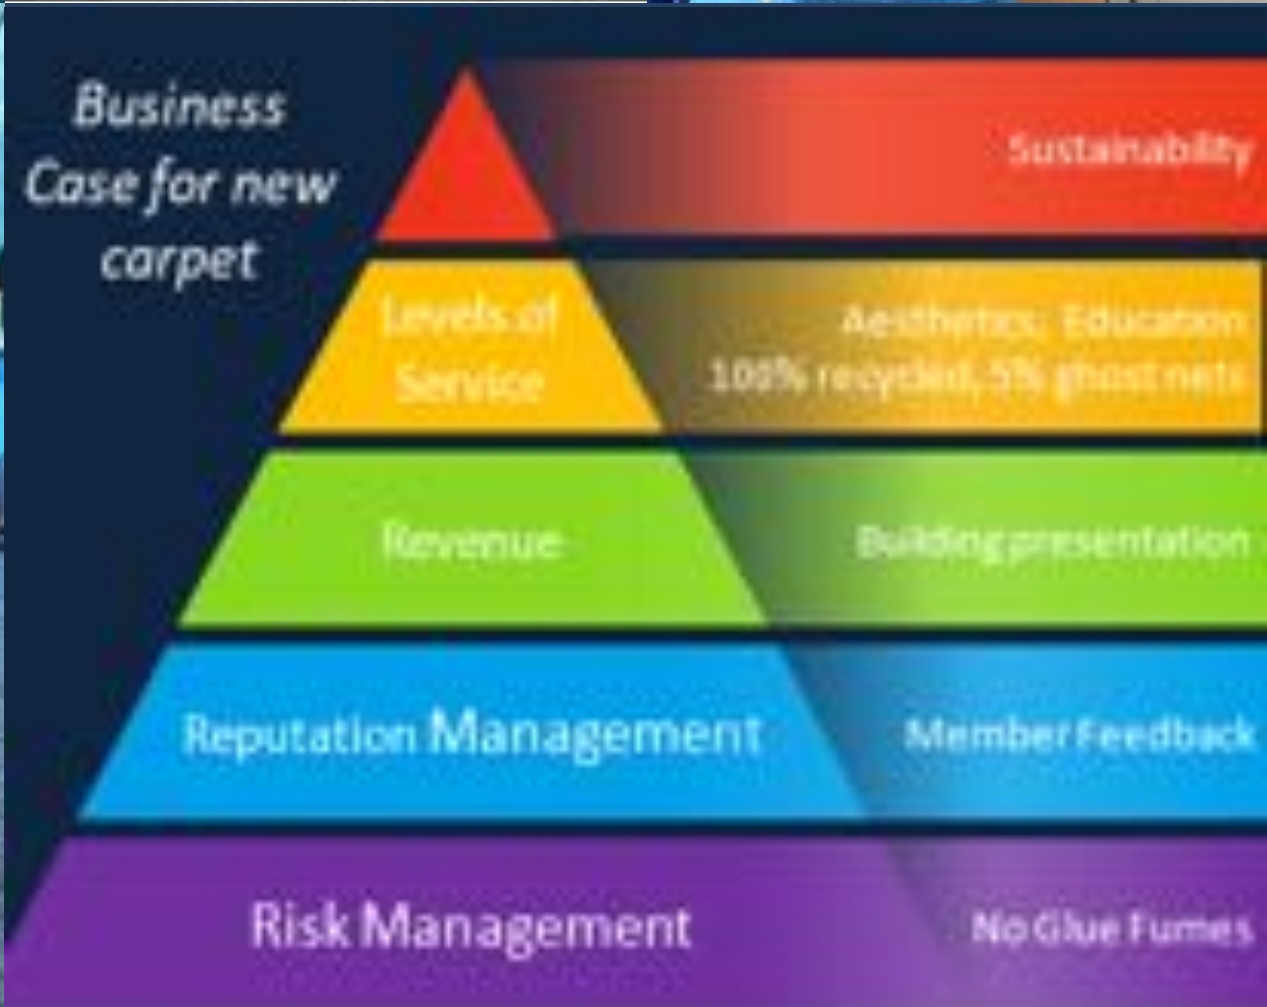 Business
Case for new
carpet
Sustainability
Levels of
Service
Aesthetics, Education
100% recycled, 5% ghost nets
Revenue
Building presentation
Reputation Management
Member Feedback
Risk Management
No Glue Fumes